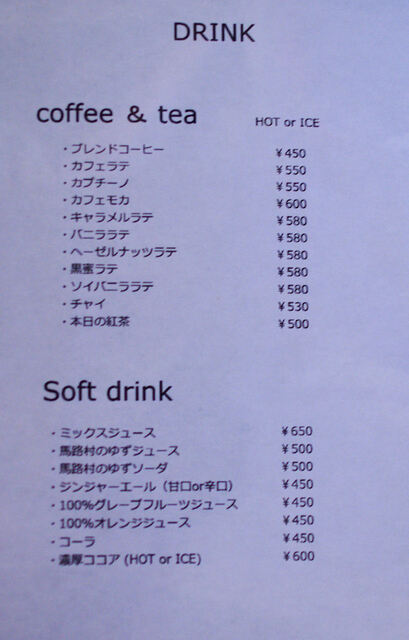 DRINK
coffee & tea HOT or ICE
・ブレンドコーヒー ¥450
・カフェラテ ¥550
・カプチーノ ¥550
・カフェモカ ¥600
・キャラメルラテ ¥580
・バニララテ ¥580
・ヘーゼルナッツラテ ¥580
・黒蜜ラテ ¥580
・ソイバニララテ ¥580
・チャイ ¥530
・本日の紅茶 ¥500
Soft drink
・ミックスジュース ¥650
・馬路村のゆずジュース ¥500
・馬路村のゆずソーダ ¥500
・ジンジャーエール（甘口or辛口） ¥450
・100%グレープフルーツジュース ¥450
・100%オレンジジュース ¥450
・コーラ ¥450
・濃厚ココア (HOT or ICE) ¥600